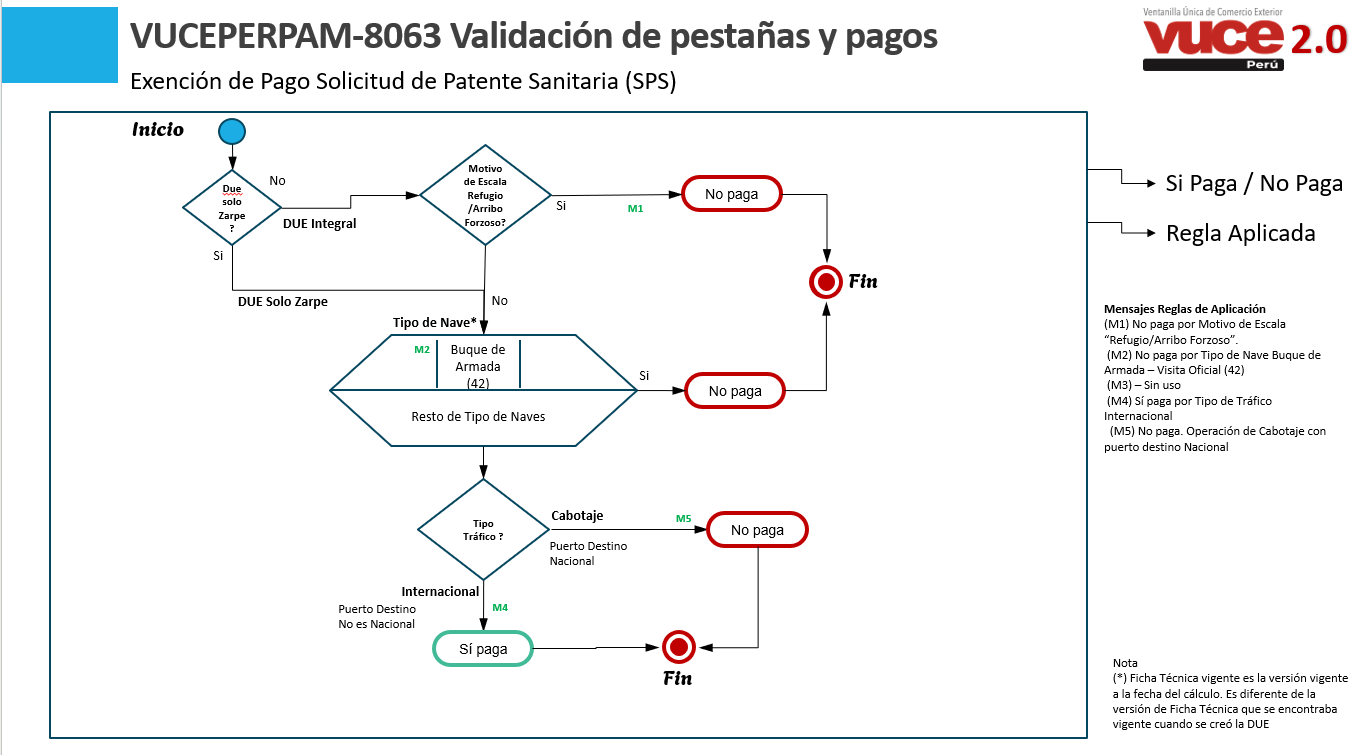 VUCEPERPAM-8063 Validación de pestañas y pagos
Exención de Pago Solicitud de Patente Sanitaria (SPS)
Ventanilla Única de Comercio Exterior
vuce 2.0
Perú
Inicio
Due
solo
Zarpe
?
No
DUE Integral
Si
DUE Solo Zarpe
Motivo
de Escala
Refugio
/Arribo
Forzoso?
Si
M1
No paga
No
Fin
Tipo de Nave*
M2
Buque de
Armada
(42)
Resto de Tipo de Naves
Si
No paga
Tipo
Tráfico ?
Cabotaje
M5
Puerto Destino
Nacional
No paga
Internacional
Puerto Destino
No es Nacional
M4
Sí paga
Fin
Si Paga / No Paga
Regla Aplicada
Mensajes Reglas de Aplicación
(M1) No paga por Motivo de Escala
“Refugio/Arribo Forzoso”.
(M2) No paga por Tipo de Nave Buque de
Armada – Visita Oficial (42)
(M3) – Sin uso
(M4) Sí paga por Tipo de Tráfico
Internacional
(M5) No paga. Operación de Cabotaje con
puerto destino Nacional
Nota
(*) Ficha Técnica vigente es la versión vigente
a la fecha del cálculo. Es diferente de la
versión de Ficha Técnica que se encontraba
vigente cuando se creó la DUE